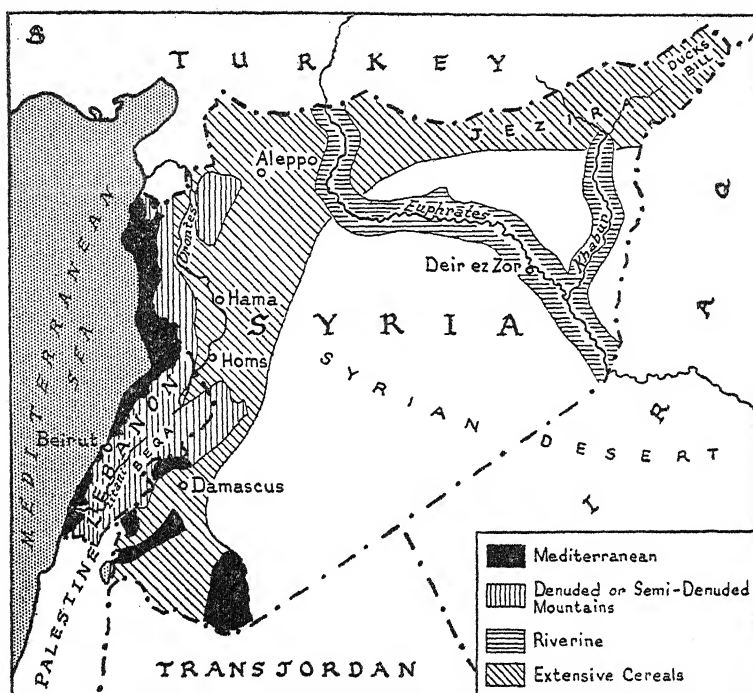 B
TURKEY
DUCKS
BILL
JEZIRA
Aleppo
MEDITERRANEAN
SEA
Orontes
Euphrates
Khabur
Deir ez Zor
Hama
SYRIA
IRAQ
Homs
SYRIAN DESERT
LEBANON
Beirut
BEQA
Damascus
PALESTINE
TRANSJORDAN
Mediterranean
Denuded or Semi-Denuded
Mountains
Riverine
Extensive Cereals